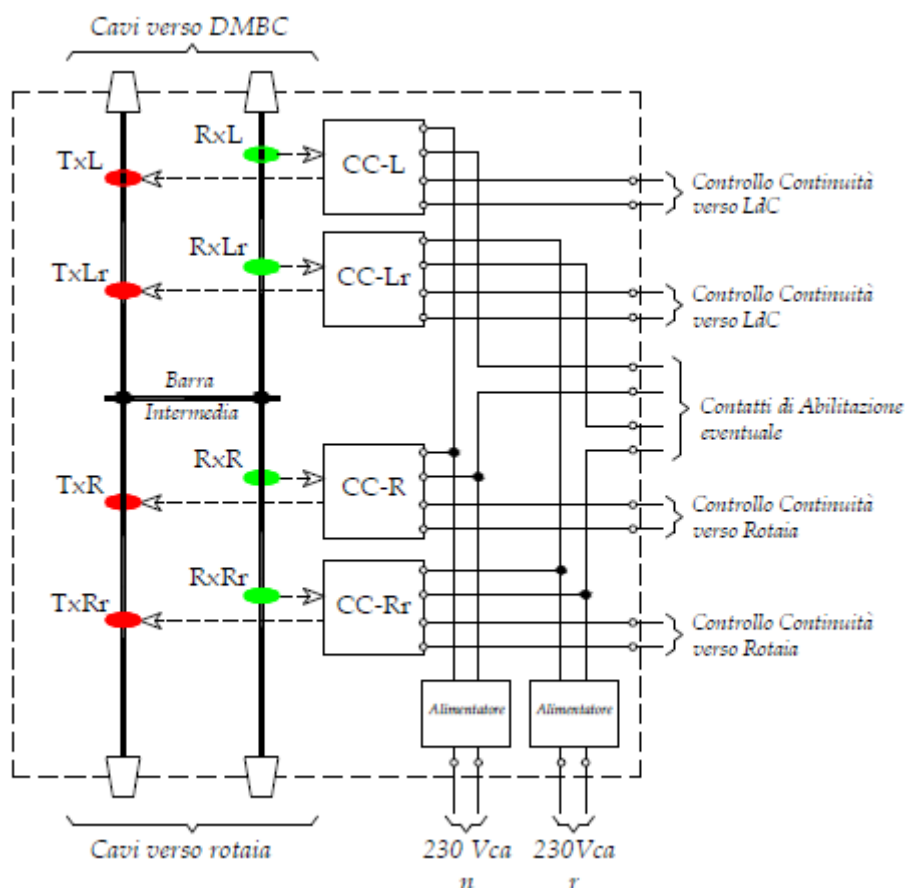 Cavi verso DMBC
TxL
RxL
CC-L
Controllo Continuità
verso LdC
TxLr
RxLr
CC-Lr
Controllo Continuità
verso LdC
Barra
Intermedia
Contatti di Abilitazione
eventuale
TxR
RxR
CC-R
Controllo Continuità
verso Rotaia
TxRr
RxRr
CC-Rr
Controllo Continuità
verso Rotaia
Alimentatore
Alimentatore
Cavi verso rotaia
230 Vca
n
230Vca
r